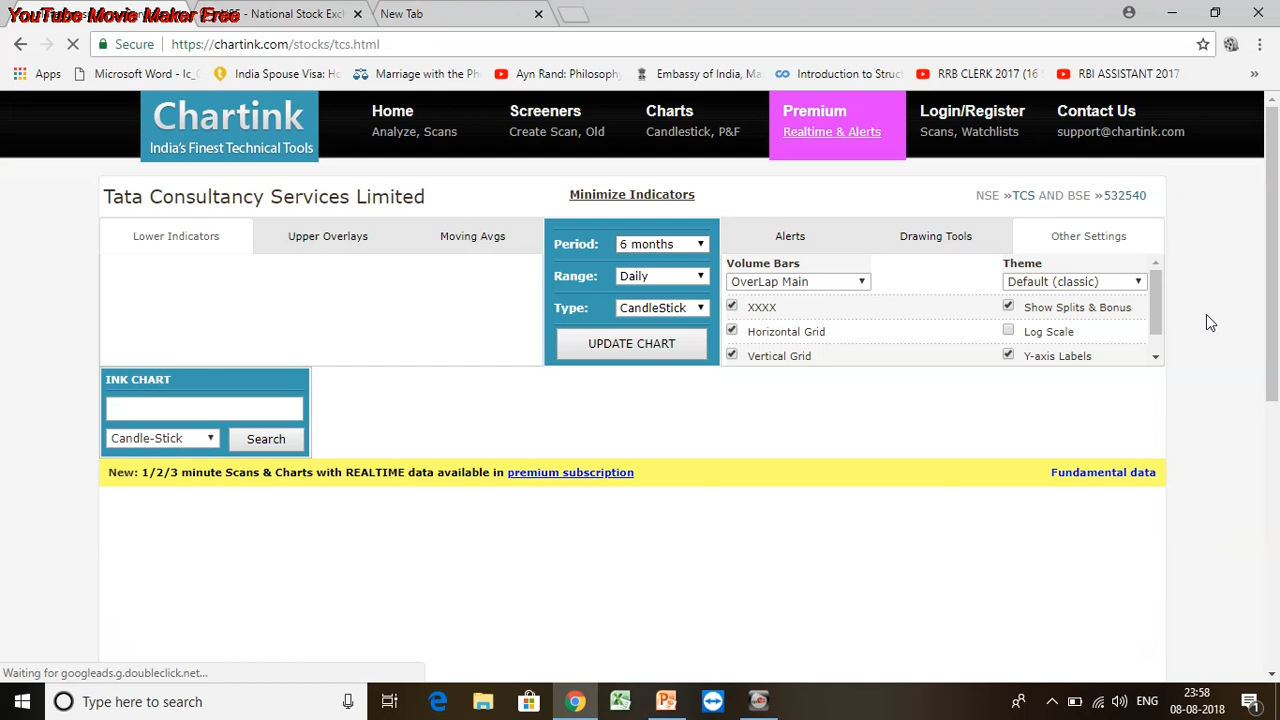 YouTube Movie Maker Free
National Stock Exch
New Tab
Secure
https://chartink.com/stocks/tcs.html
Apps
Microsoft Word - Ic_
India Spouse Visa: Ho
Marriage with the Ph
Ayn Rand: Philosophy
Embassy of India, Ma
Introduction to Struc
RRB CLERK 2017 (16 S
RBI ASSISTANT 2017
»
Chartink
India's Finest Technical Tools
Home
Analyze, Scans
Screeners
Create Scan, Old
Charts
Candlestick, P&F
Premium
Realtime & Alerts
Login/Register
Scans, Watchlists
Contact Us
support@chartink.com
Tata Consultancy Services Limited
Minimize Indicators
NSE »TCS AND BSE »532540
Lower Indicators
Upper Overlays
Moving Avgs
Period:
6 months
Range:
Daily
Type:
CandleStick
UPDATE CHART
Alerts
Drawing Tools
Other Settings
Volume Bars
OverLap Main
XXXX
Horizontal Grid
Vertical Grid
Theme
Default (classic)
Show Splits & Bonus
Log Scale
Y-axis Labels
INK CHART
Candle-Stick
Search
New: 1/2/3 minute Scans & Charts with REALTIME data available in premium subscription
Fundamental data
Waiting for googleads.g.doubleclick.net...
Type here to search
ENG
23:58
08-08-2018
1